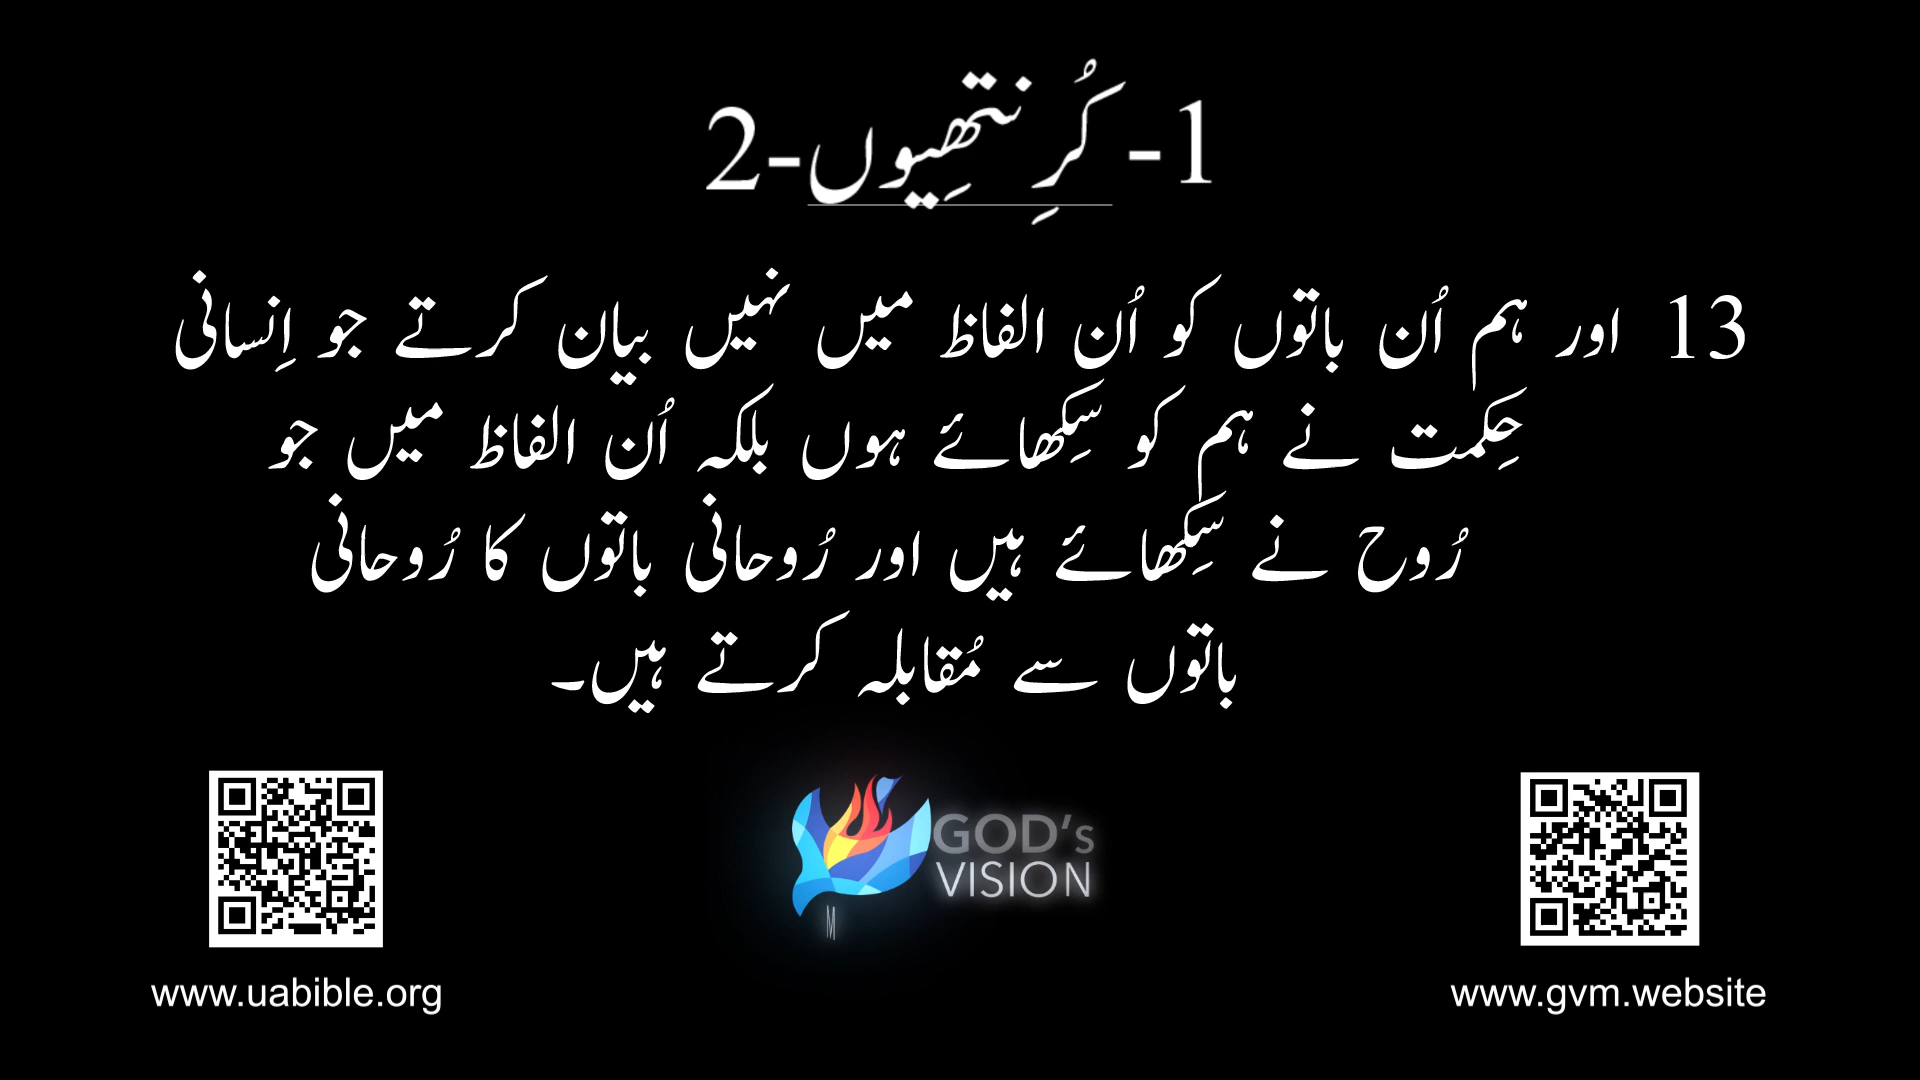 1- کُرِنتھِیوں-2
13 اور ہم اُن باتوں کو اُن الفاظ میں نہیں بیان کرتے جو اِنسانی
حِکمت نے ہم کو سِکھائے ہوں بلکہ اُن الفاظ میں جو
رُوح نے سِکھائے ہیں اور رُوحانی باتوں کا رُوحانی
باتوں سے مُقابلہ کرتے ہیں۔
GOD's
VISION
M
www.uabible.org
www.gvm.website